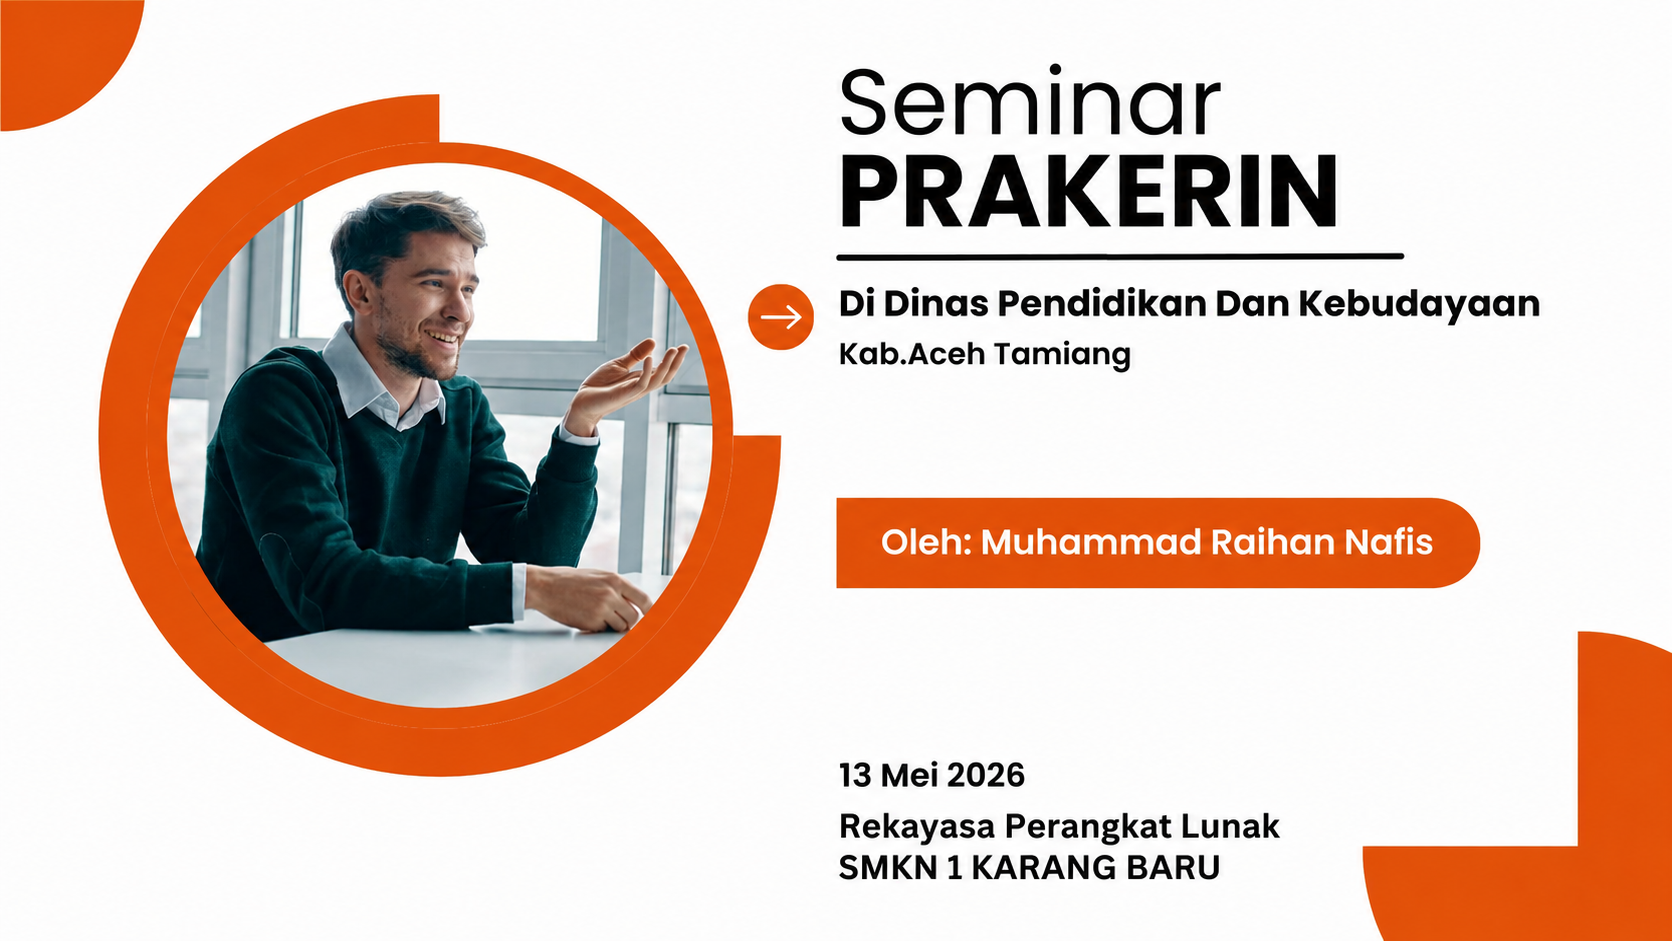 Seminar
PRAKERIN
Di Dinas Pendidikan Dan Kebudayaan
Kab.Aceh Tamiang
Oleh: Muhammad Raihan Nafis
13 Mei 2026
Rekayasa Perangkat Lunak
SMKN 1 KARANG BARU